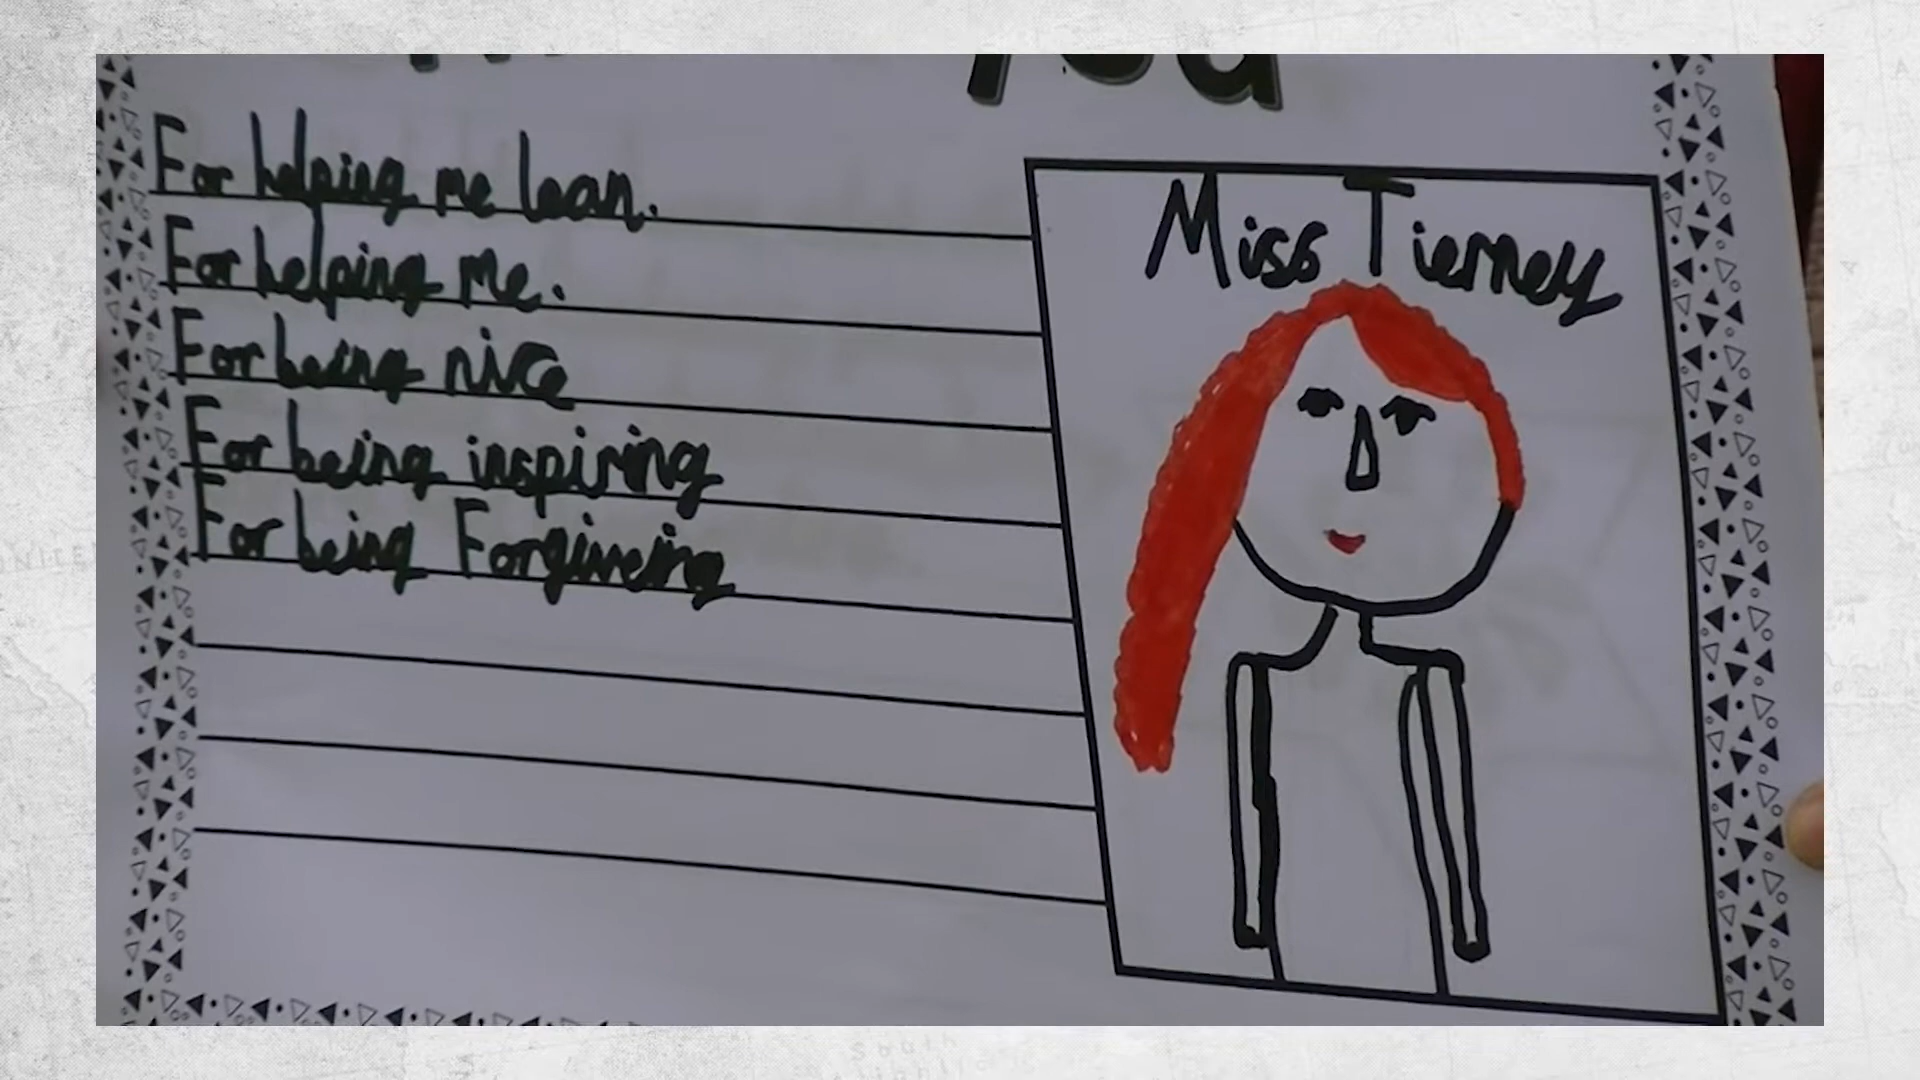 For helping me lean.
For helping me.
For being nice
For being inspiring
For being Forgiveing
Miss Tierney